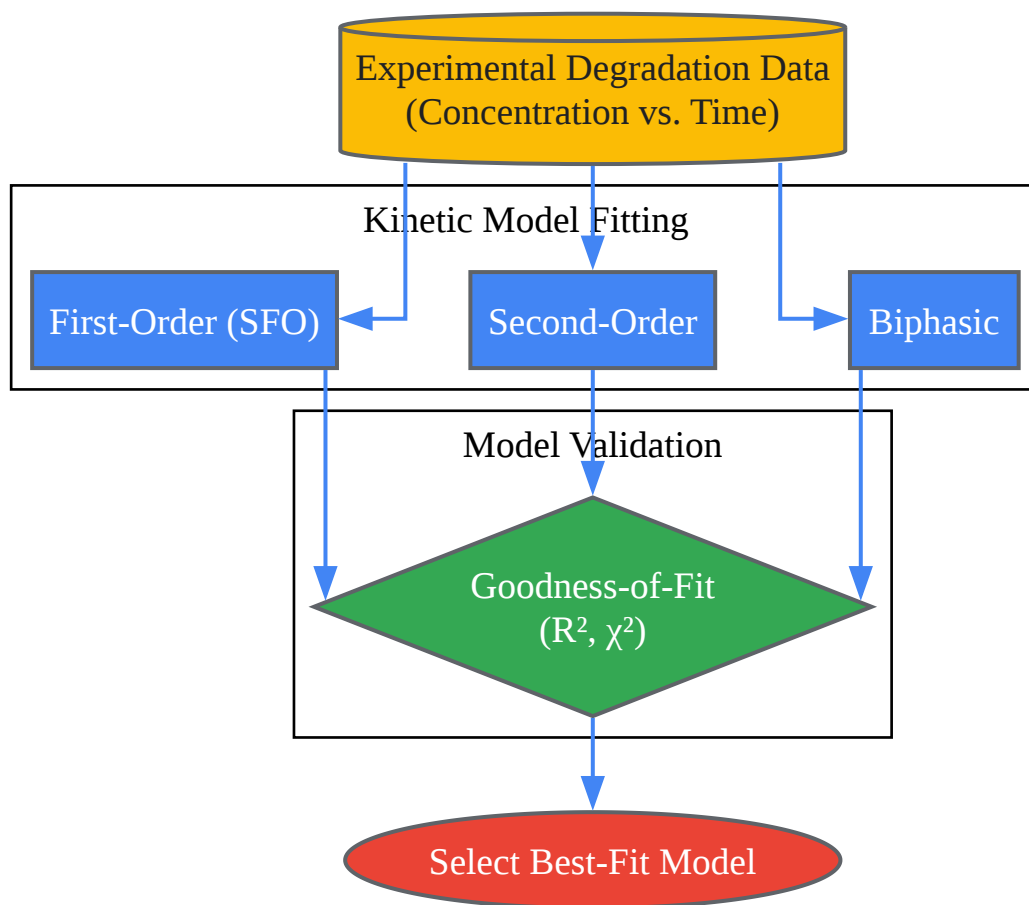 Experimental Degradation Data
(Concentration vs. Time)
Kinetic Model Fitting
First-Order (SFO)
Second-Order
Biphasic
Model Validation
Goodness-of-Fit
(R², χ²)
Select Best-Fit Model